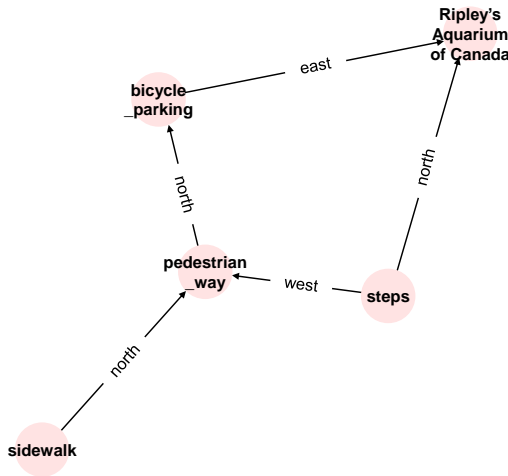 Ripley's
Aquarium
of Canada
east
bicycle
_parking
north
north
pedestrian
_way
west
steps
north
sidewalk